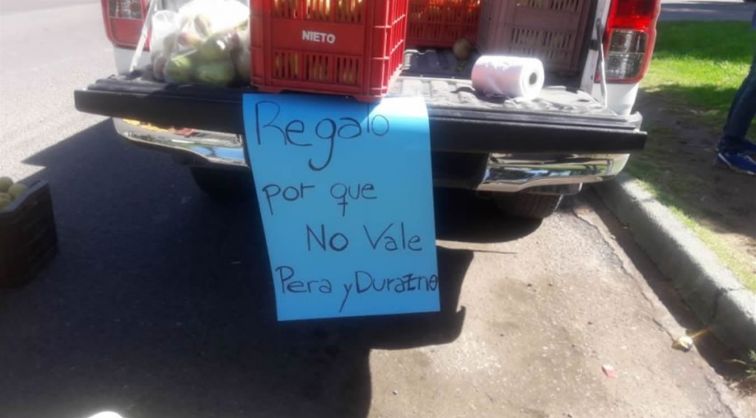 NIETO
Regalo
por que
No Vale
Pera y Durazno